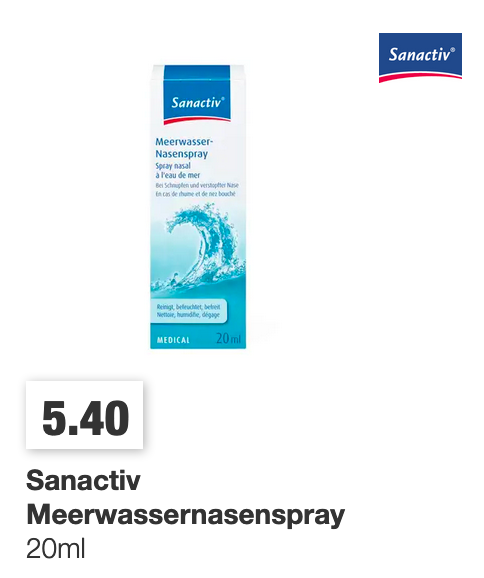 Sanactiv®
Sanactiv®
Meerwasser-
Nasenspray
Spray nasal
à l'eau de mer
Bei Schnupfen und verstopfter Nase
En cas de rhume et de nez bouché
Reinigt, befeuchtet, befreit
Nettoie, humidifie, dégage
MEDICAL 20 ml
5.40
Sanactiv
Meerwassernasenspray
20ml